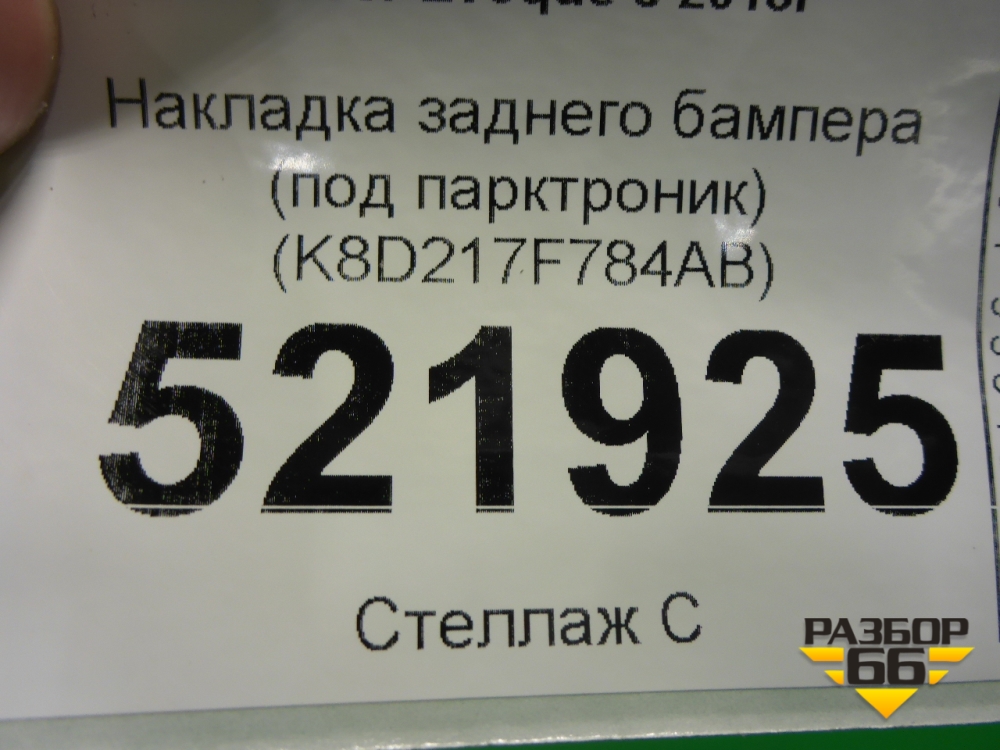 Накладка заднего бампера
(под парктроник)
(K8D217F784AB)
521925
Стеллаж С
РАЗБОР
66